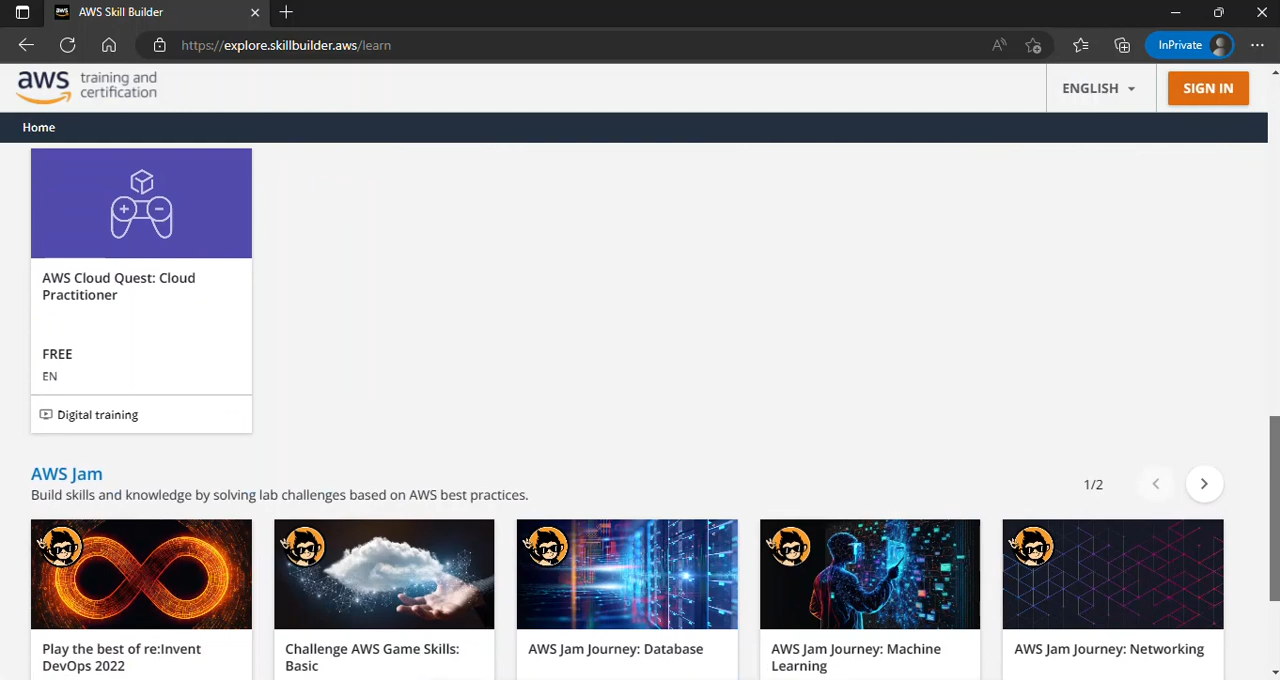 AWS Skill Builder
https://explore.skillbuilder.aws/learn
InPrivate
aws training and certification
ENGLISH
SIGN IN
Home
AWS Cloud Quest: Cloud
Practitioner
FREE
EN
Digital training
AWS Jam
Build skills and knowledge by solving lab challenges based on AWS best practices.
1/2
Play the best of re:Invent
DevOps 2022
Challenge AWS Game Skills:
Basic
AWS Jam Journey: Database
AWS Jam Journey: Machine
Learning
AWS Jam Journey: Networking